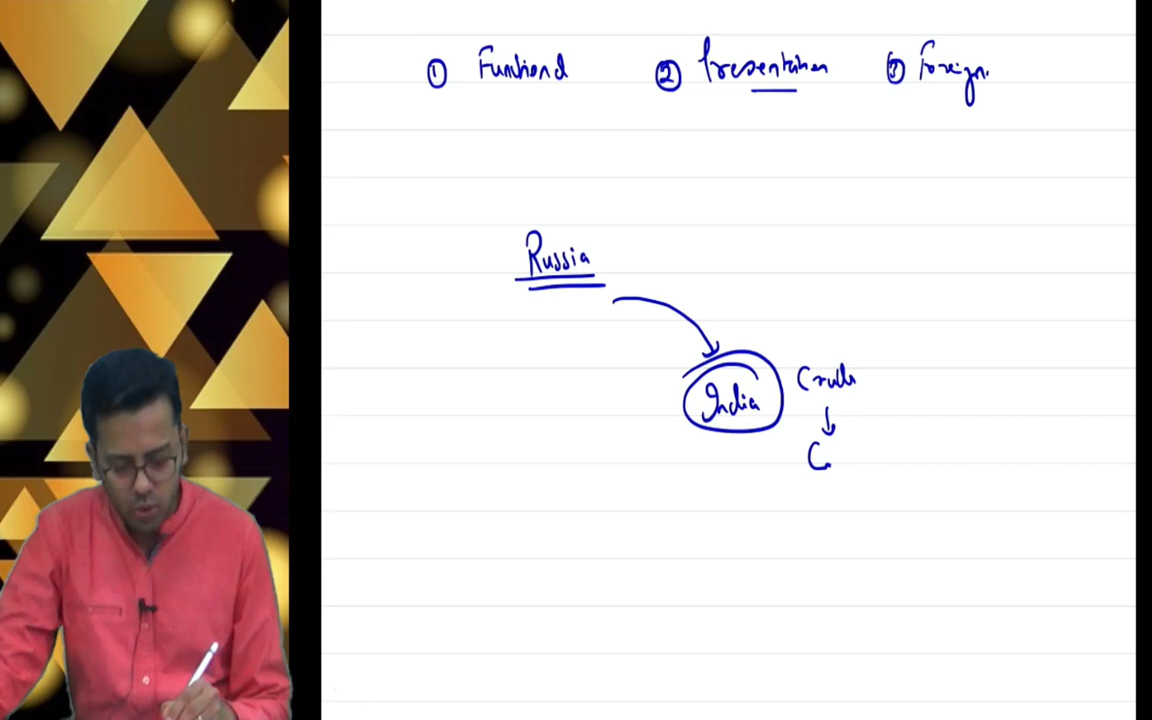 ① Functional ② Presentation ③ Foreign.
Russia
India Crude
↓
C